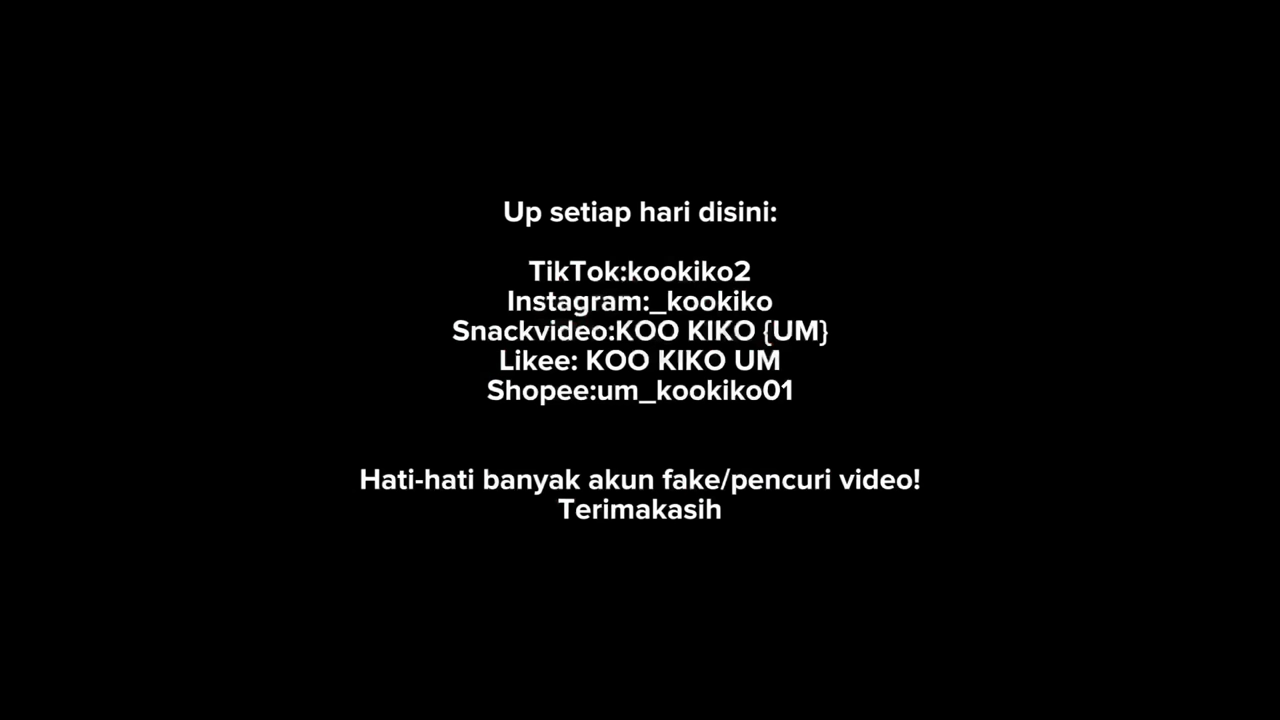 Up setiap hari disini:
TikTok:kookiko2
Instagram:_kookiko
Snackvideo:KOO KIKO {UM}
Likee: KOO KIKO UM
Shopee:um_kookiko01
Hati-hati banyak akun fake/pencuri video!
Terimakasih